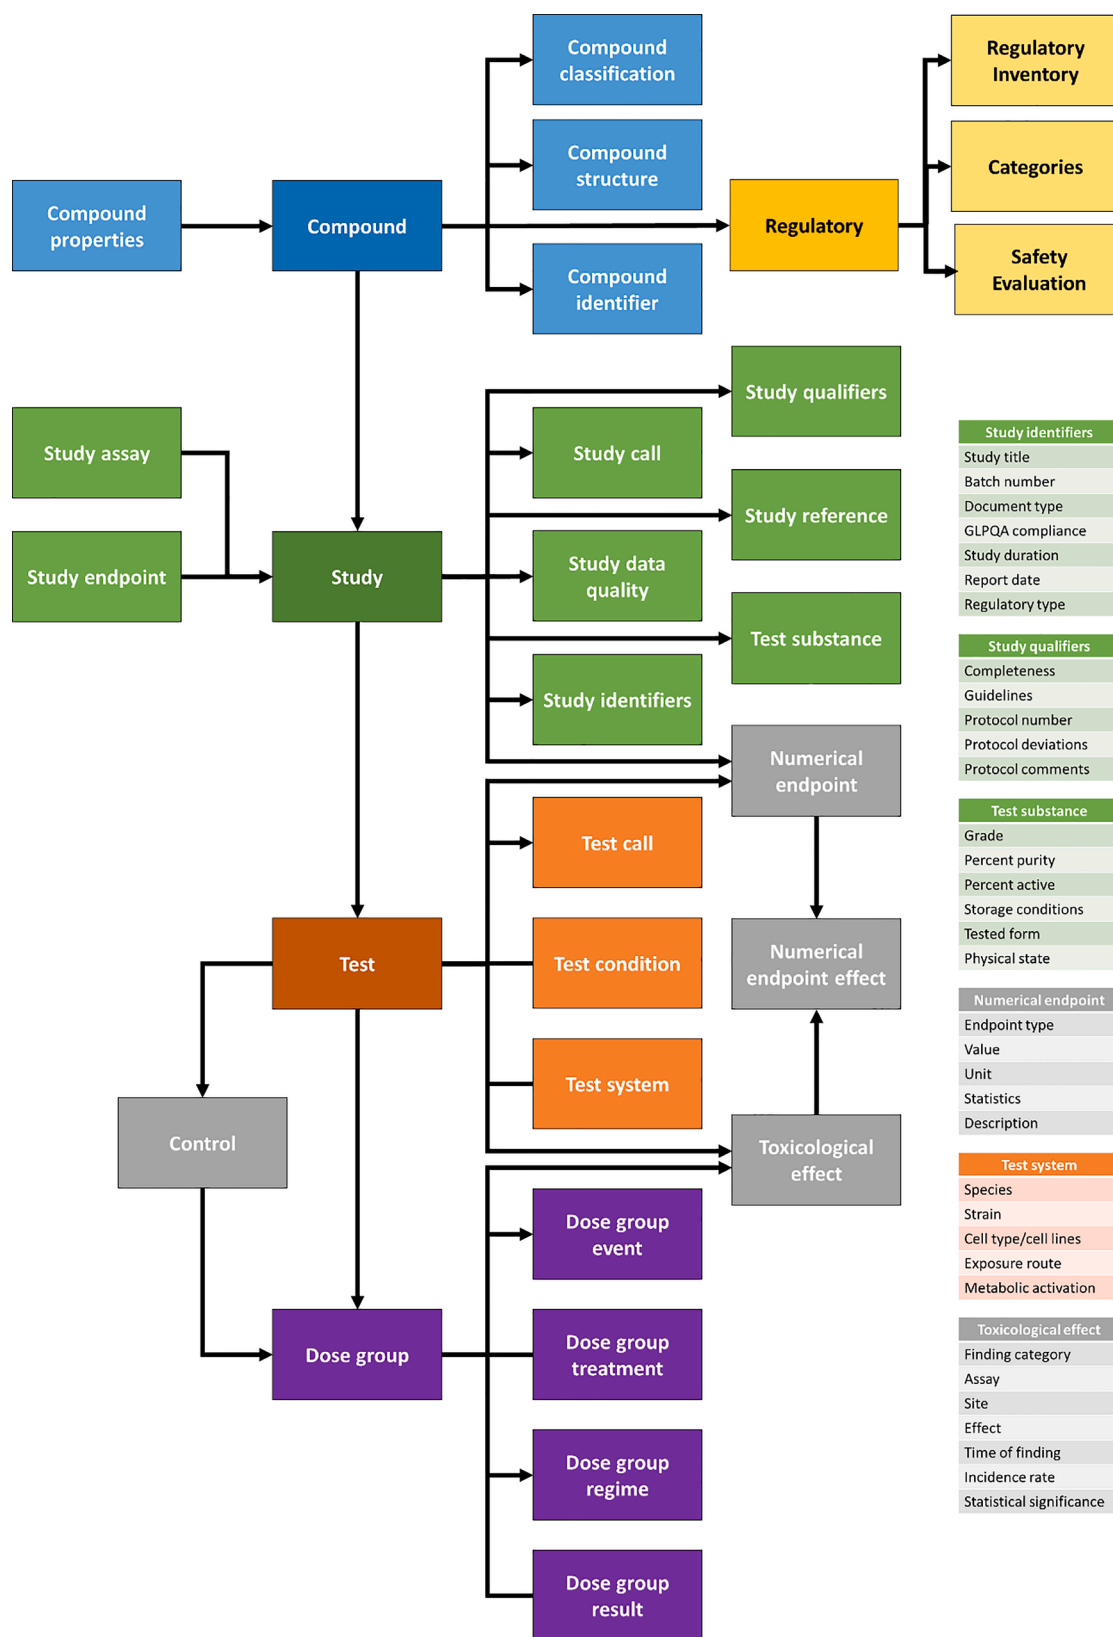 Compound
classification
Regulatory
Inventory
Compound
structure
Categories
Compound
properties
Compound
Regulatory
Safety
Evaluation
Compound
identifier
Study qualifiers
Study assay
Study call
Study reference
Study endpoint
Study
Study data
quality
Test substance
Study identifiers
Numerical
endpoint
Test call
Test
Test condition
Numerical
endpoint effect
Test system
Control
Toxicological
effect
Dose group
event
Dose group
Dose group
treatment
Dose group
regime
Dose group
result
Study identifiers
Study title
Batch number
Document type
GLPQA compliance
Study duration
Report date
Regulatory type
Study qualifiers
Completeness
Guidelines
Protocol number
Protocol deviations
Protocol comments
Test substance
Grade
Percent purity
Percent active
Storage conditions
Tested form
Physical state
Numerical endpoint
Endpoint type
Value
Unit
Statistics
Description
Test system
Species
Strain
Cell type/cell lines
Exposure route
Metabolic activation
Toxicological effect
Finding category
Assay
Site
Effect
Time of finding
Incidence rate
Statistical significance